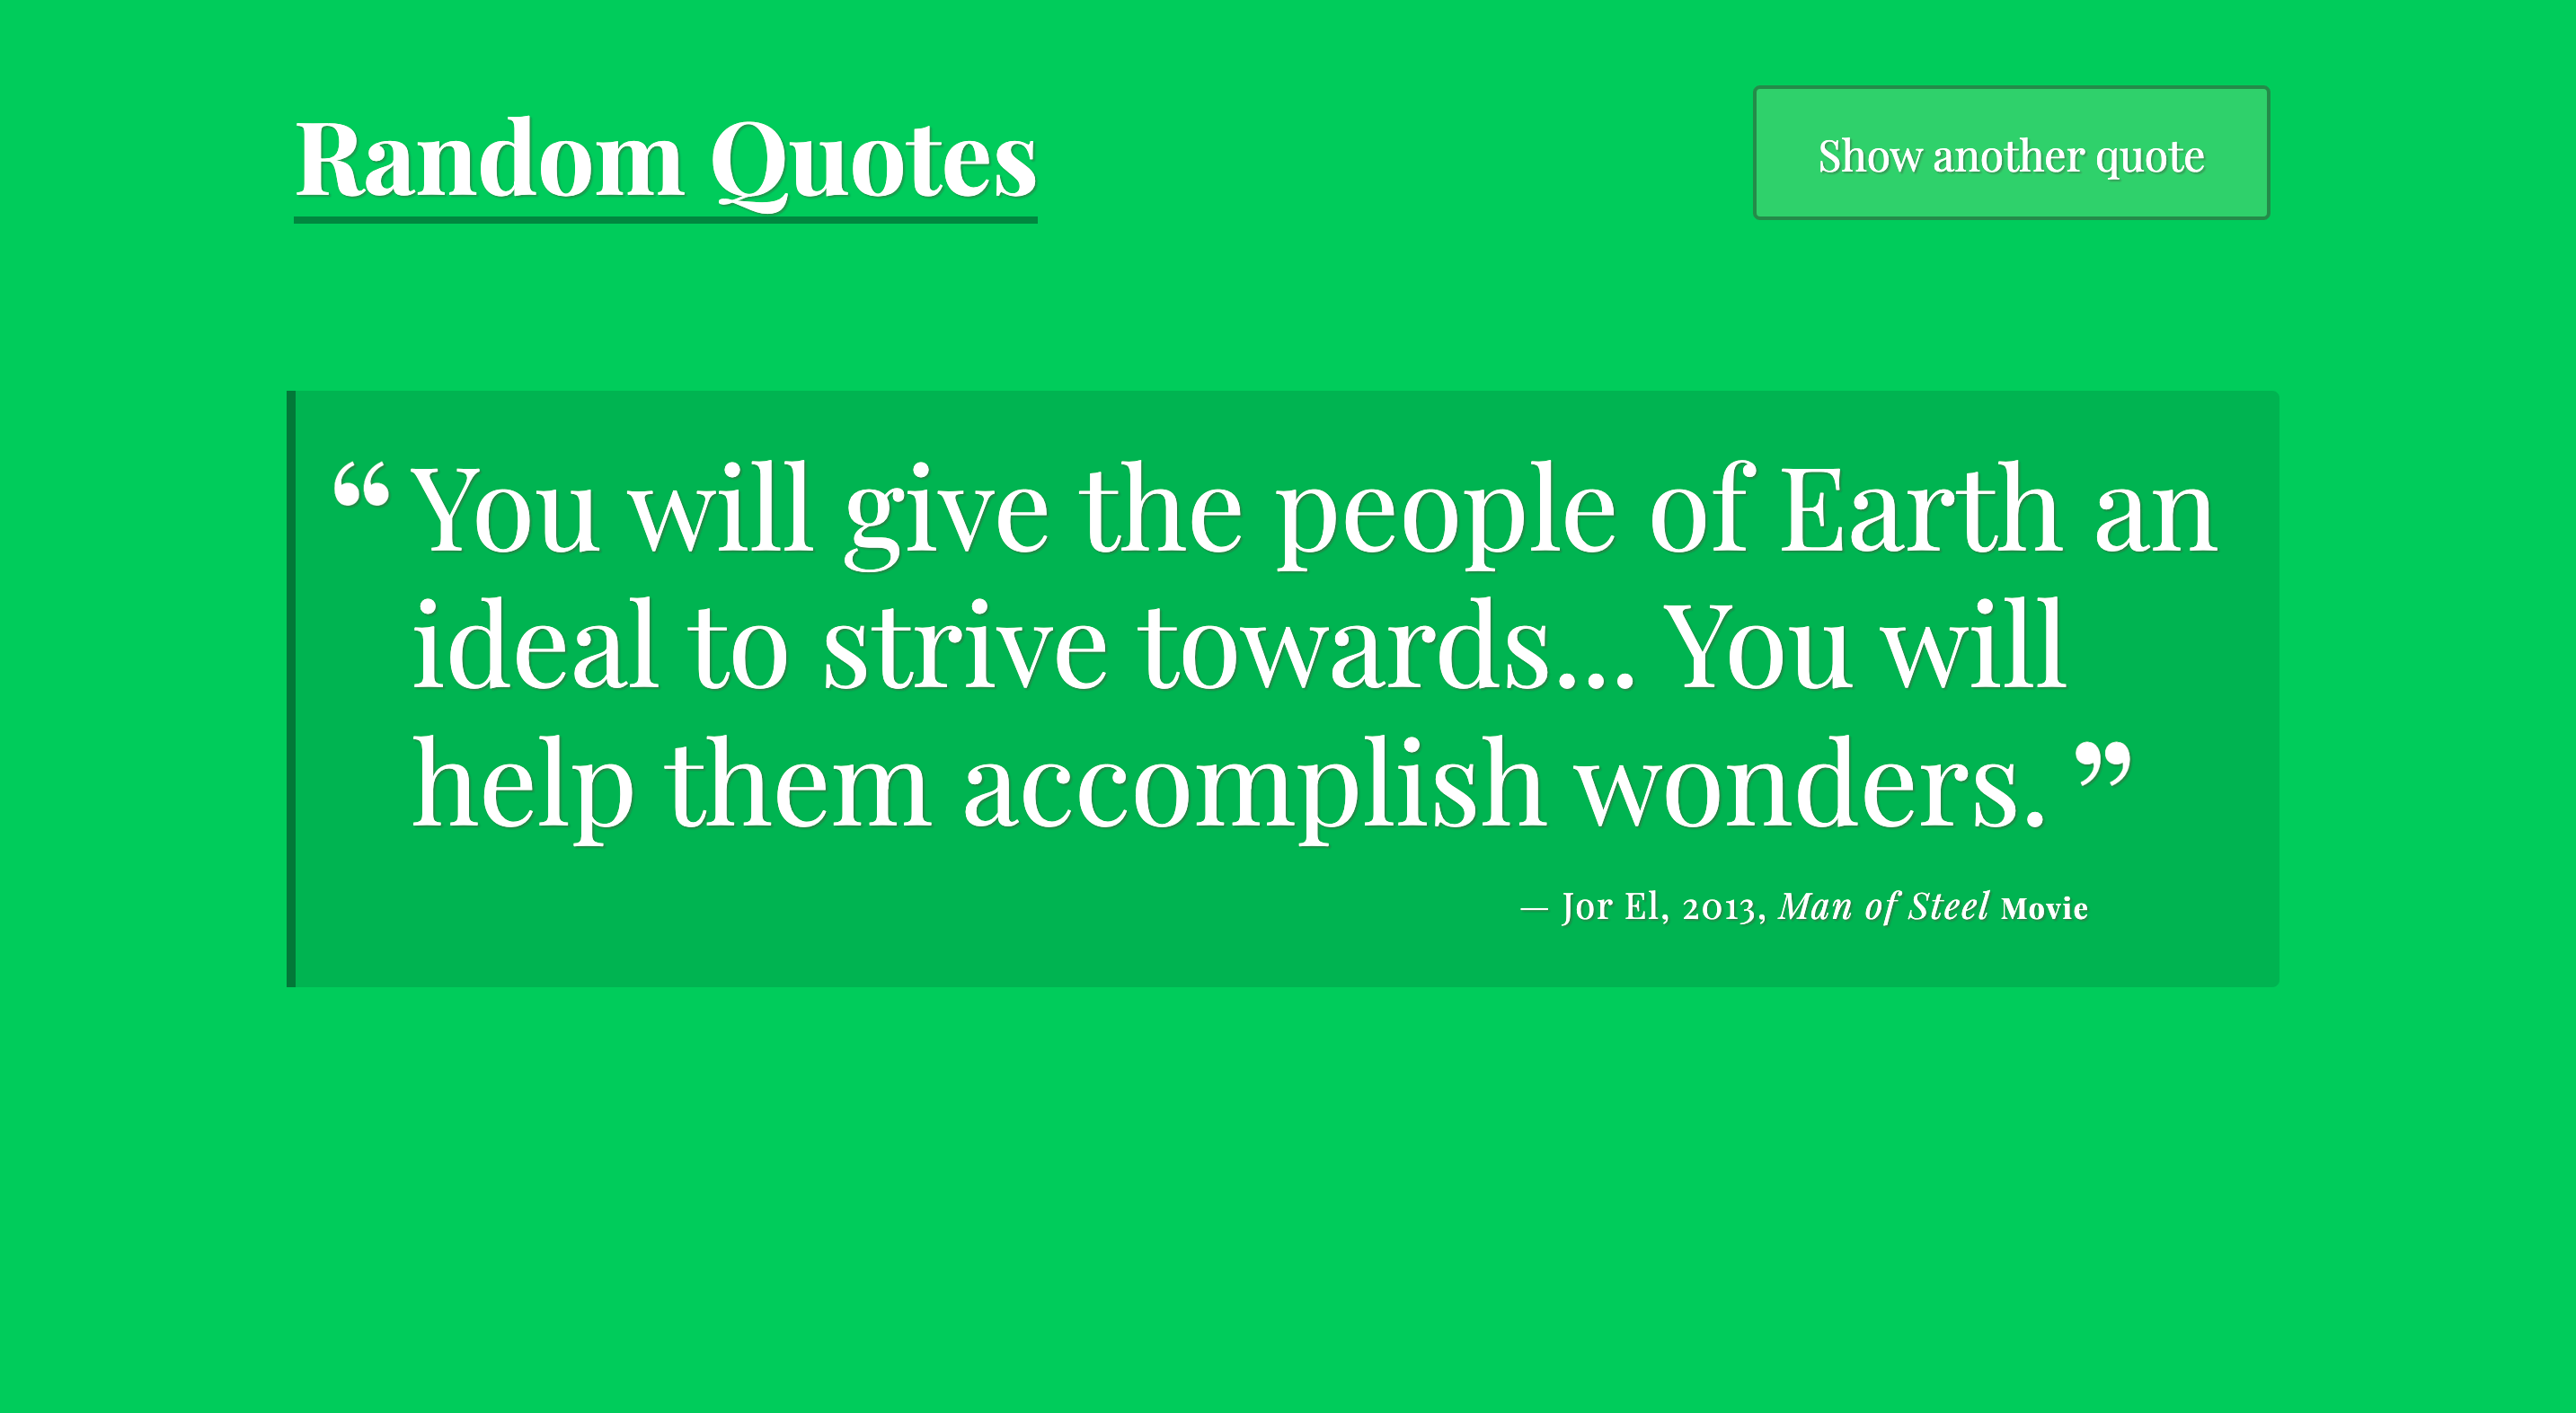 Random Quotes
Show another quote
“ You will give the people of Earth an
ideal to strive towards... You will
help them accomplish wonders. ”
— Jor El, 2013, Man of Steel Movie